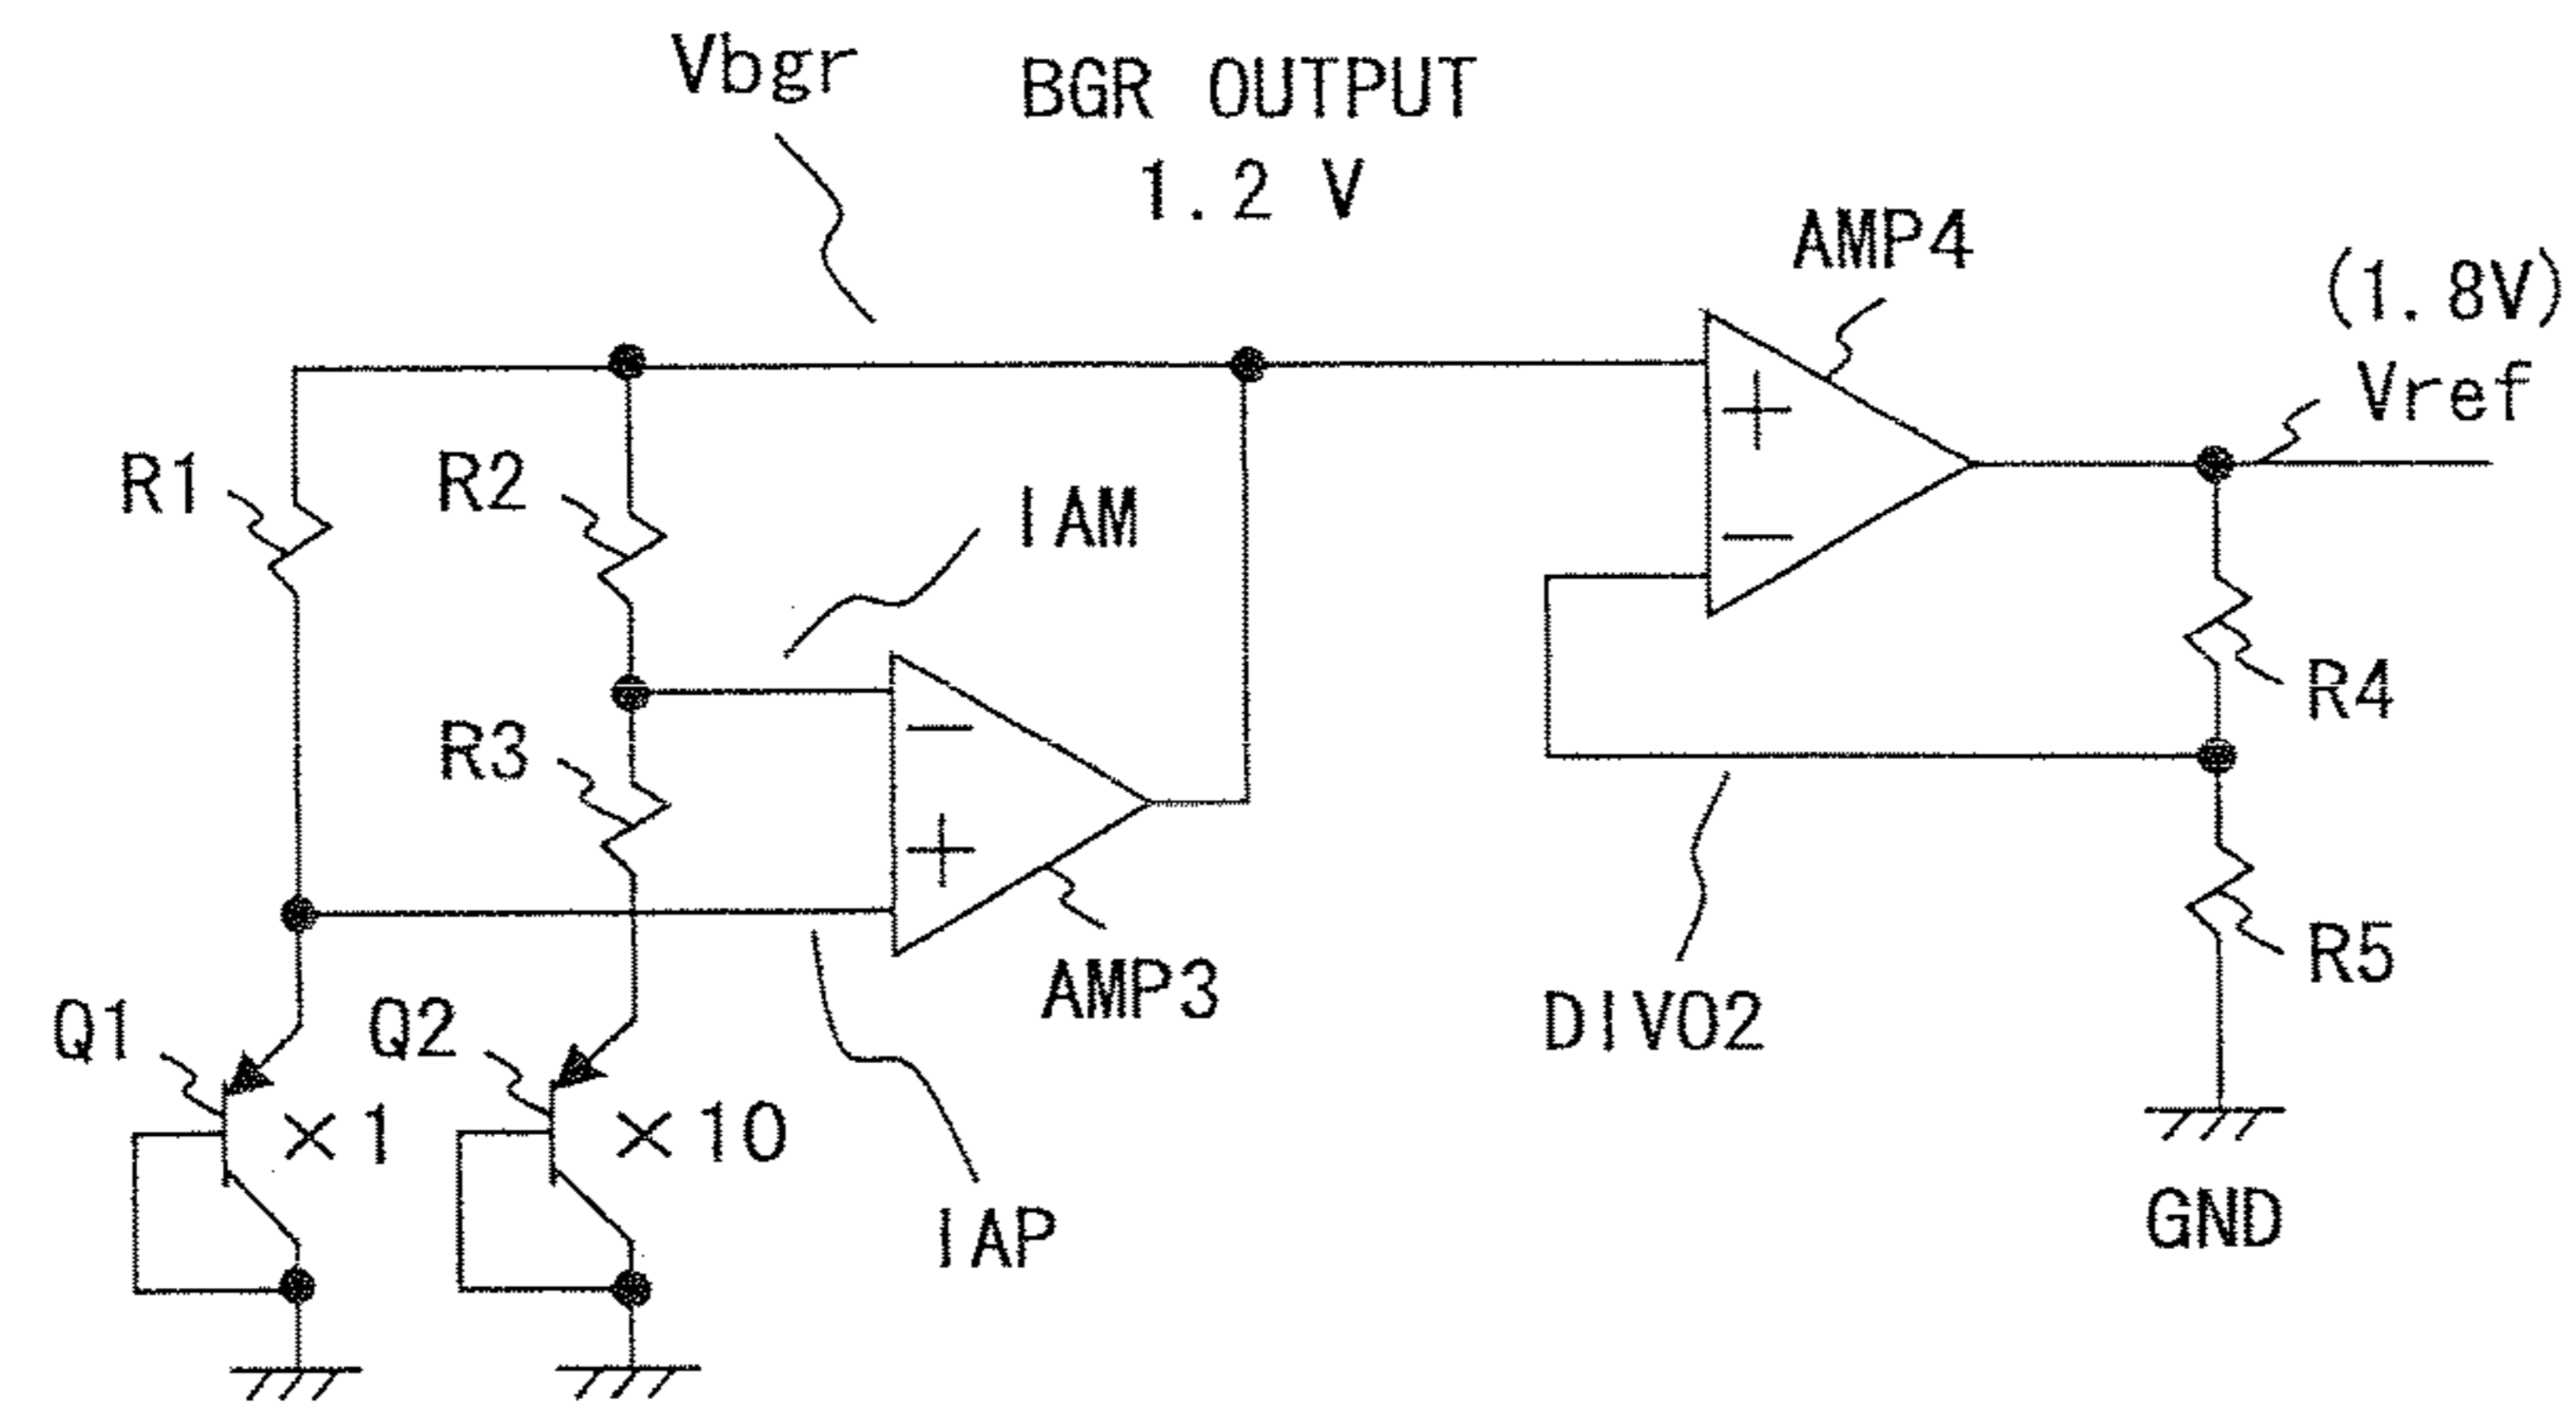 Vbgr
BGR OUTPUT
1.2 V
AMP4
(1.8V)
Vref
+
−
R1
R2
IAM
R4
R3
−
+
AMP3
R5
DIVO2
Q1
Q2
×1
×10
IAP
GND